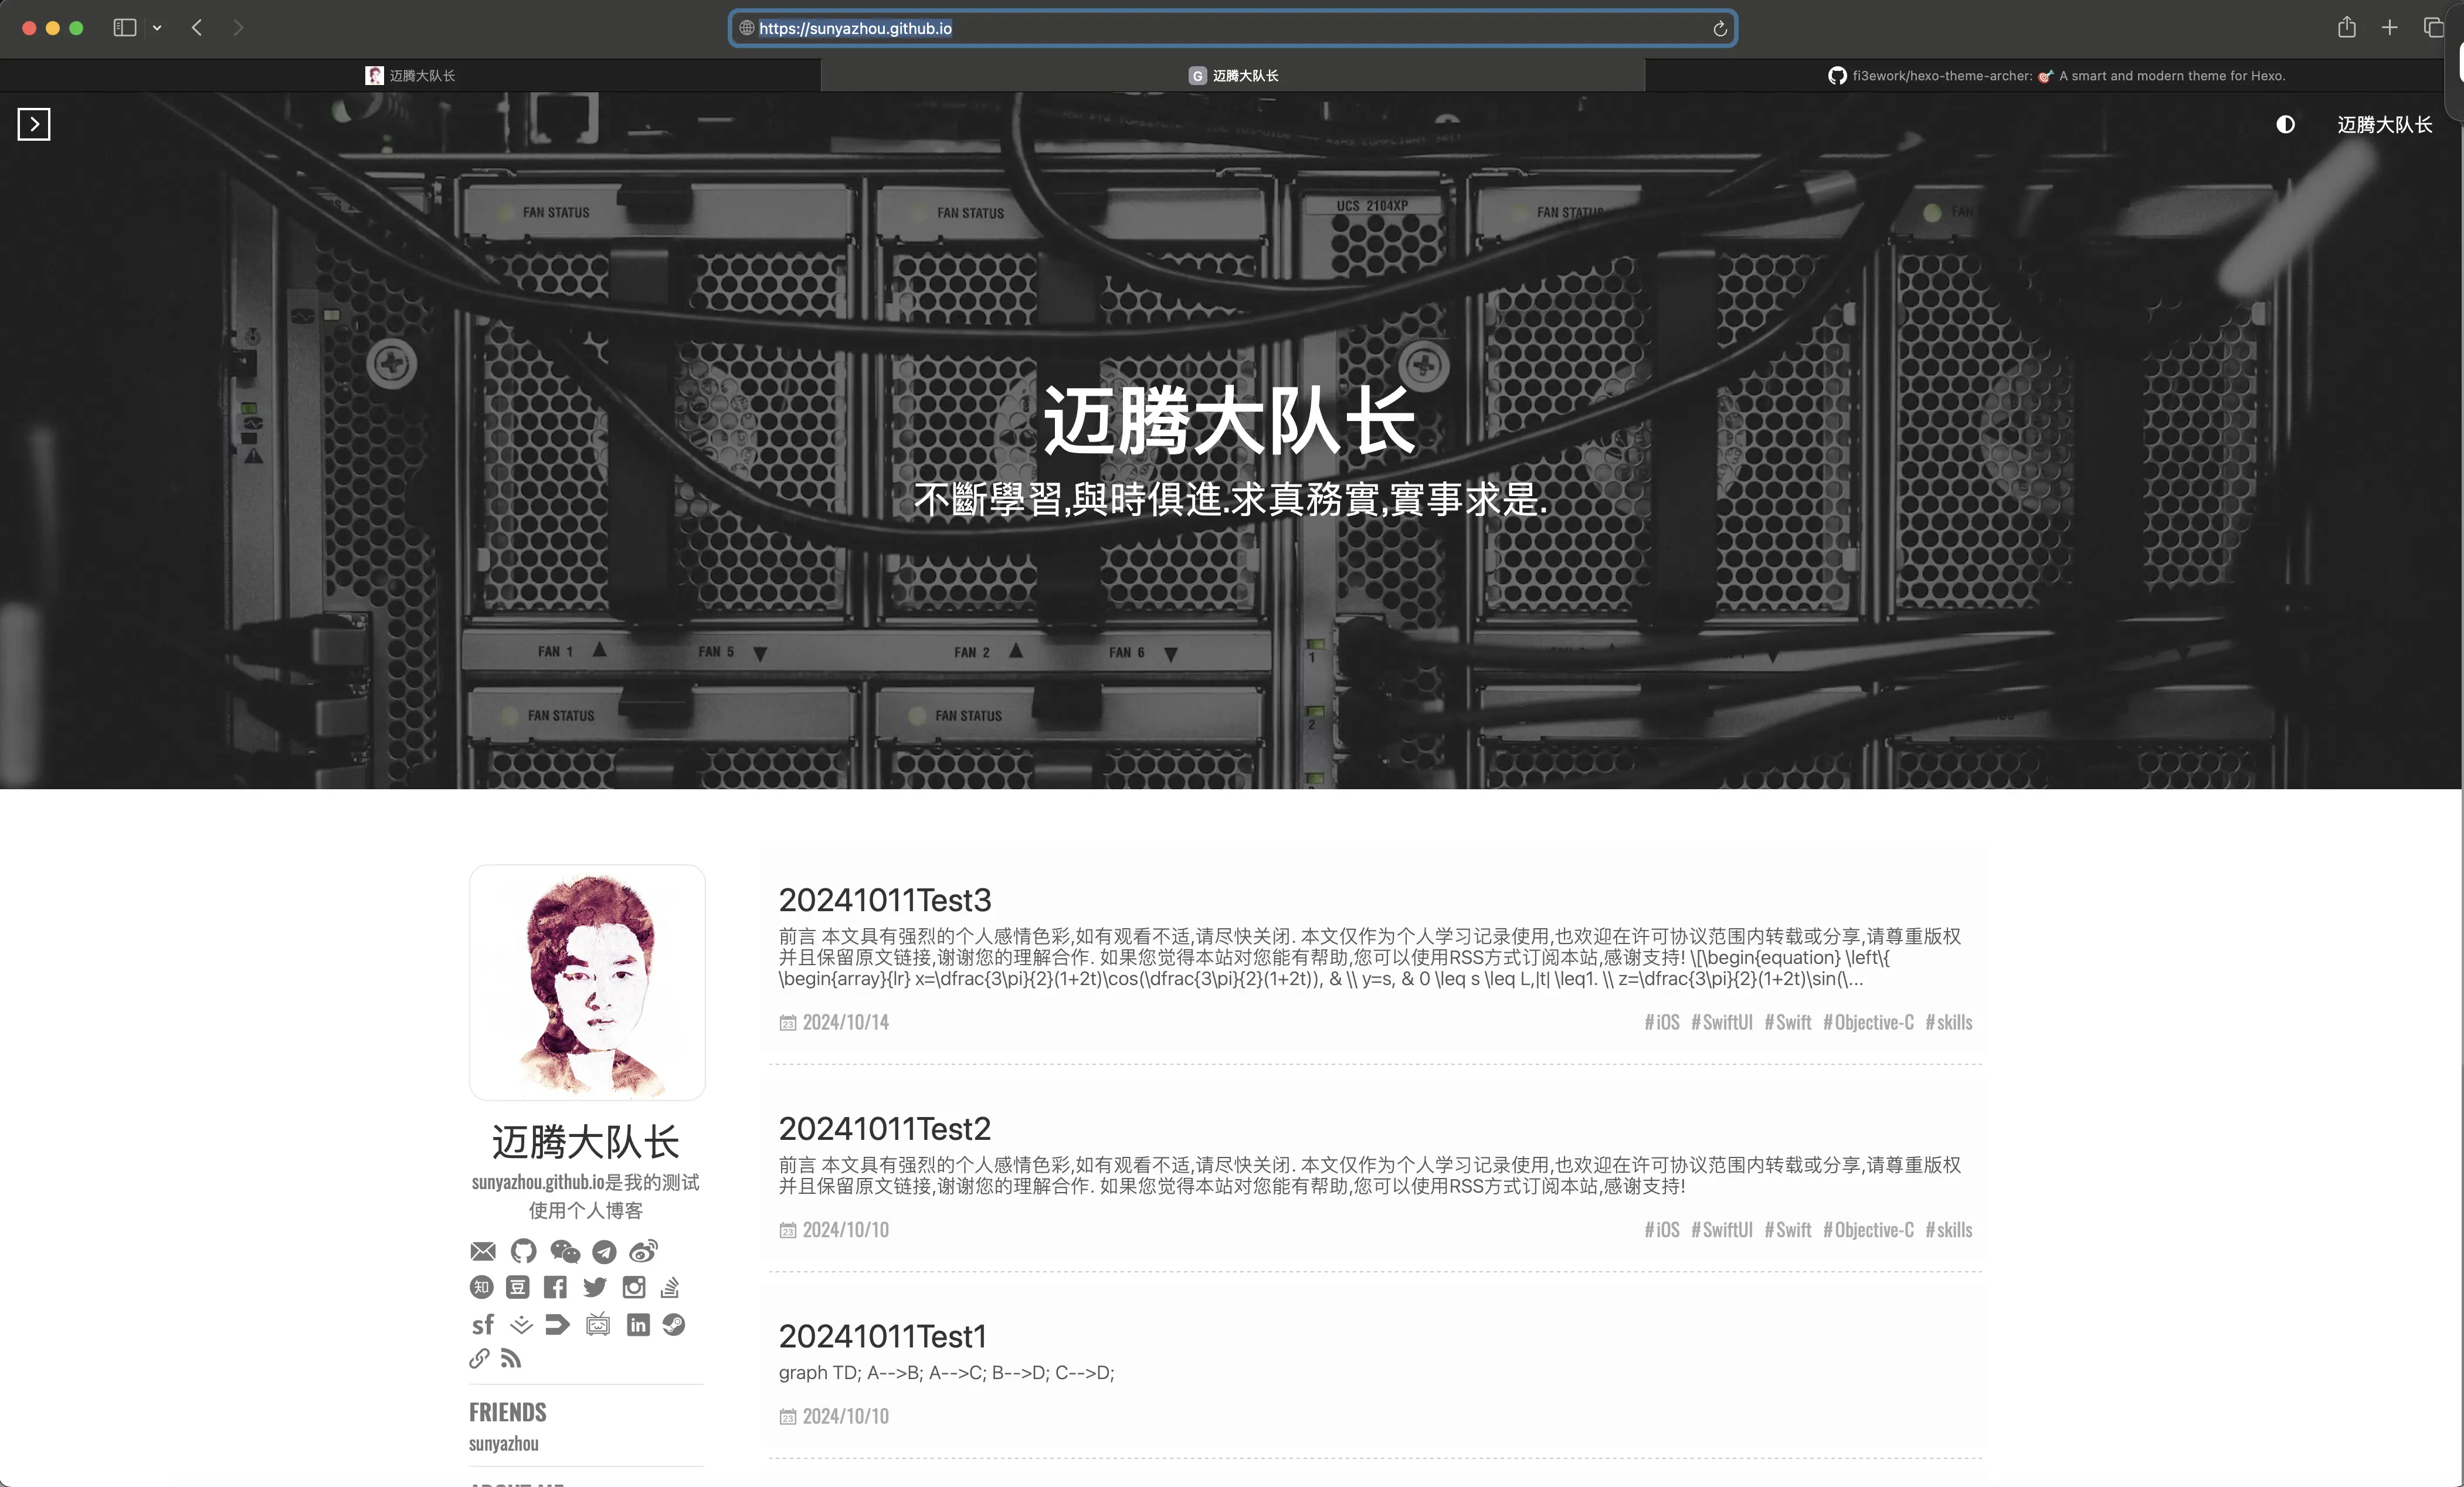 https://sunyazhou.github.io
迈腾大队长
G 迈腾大队长
fi3ework/hexo-theme-archer: 🎯 A smart and modern theme for Hexo.
迈腾大队长
FAN STATUS
FAN STATUS
UCS 2104XP
FAN STATUS
FAN
迈腾大队长
不斷學習,與時俱進.求真務實,實事求是.
FAN 1
FAN 5
FAN 2
FAN 6
1
FAN STATUS
FAN STATUS
2
20241011Test3
前言 本文具有强烈的个人感情色彩,如有观看不适,请尽快关闭. 本文仅作为个人学习记录使用,也欢迎在许可协议范围内转载或分享,请尊重版权
并且保留原文链接,谢谢您的理解合作. 如果您觉得本站对您能有帮助,您可以使用RSS方式订阅本站,感谢支持! \[\begin{equation} \left\{
\begin{array}{lr} x=\dfrac{3\pi}{2}(1+2t)\cos(\dfrac{3\pi}{2}(1+2t)), & \\ y=s, & 0 \leq s \leq L,|t| \leq1. \\ z=\dfrac{3\pi}{2}(1+2t)\sin(\...
23 2024/10/14
#iOS #SwiftUI #Swift #Objective-C #skills
20241011Test2
前言 本文具有强烈的个人感情色彩,如有观看不适,请尽快关闭. 本文仅作为个人学习记录使用,也欢迎在许可协议范围内转载或分享,请尊重版权
并且保留原文链接,谢谢您的理解合作. 如果您觉得本站对您能有帮助,您可以使用RSS方式订阅本站,感谢支持!
23 2024/10/10
#iOS #SwiftUI #Swift #Objective-C #skills
20241011Test1
graph TD; A-->B; A-->C; B-->D; C-->D;
23 2024/10/10
迈腾大队长
sunyazhou.github.io是我的测试
使用个人博客
知 豆
sf in
FRIENDS
sunyazhou
ABOUT ME